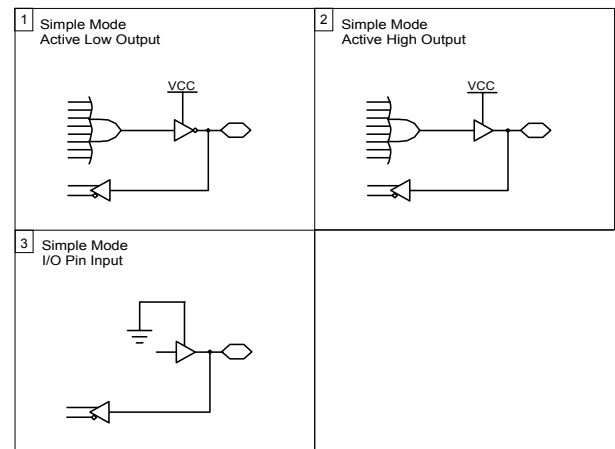 1
Simple Mode
Active Low Output
VCC
2
Simple Mode
Active High Output
VCC
3
Simple Mode
I/O Pin Input